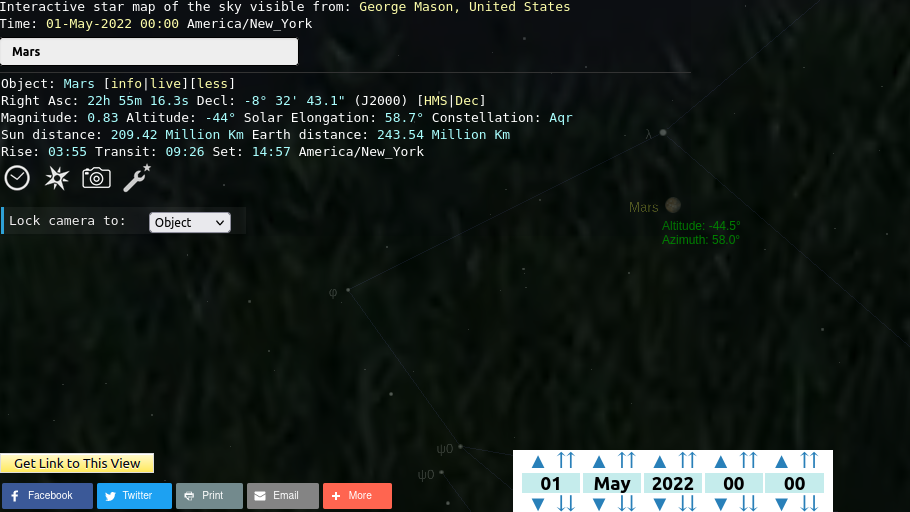 Interactive star map of the sky visible from: George Mason, United States
Time: 01-May-2022 00:00 America/New_York
Mars
Object: Mars [info|live][less]
Right Asc: 22h 55m 16.3s Decl: -8° 32' 43.1" (J2000) [HMS|Dec]
Magnitude: 0.83 Altitude: -44° Solar Elongation: 58.7° Constellation: Aqr
Sun distance: 209.42 Million Km Earth distance: 243.54 Million Km
Rise: 03:55 Transit: 09:26 Set: 14:57 America/New_York
λ
Mars
Altitude: -44.5°
Azimuth: 58.0°
Lock camera to: Object
φ
ψ0
ψ0
Get Link to This View
Facebook Twitter Print Email More
01 May 2022 00 00